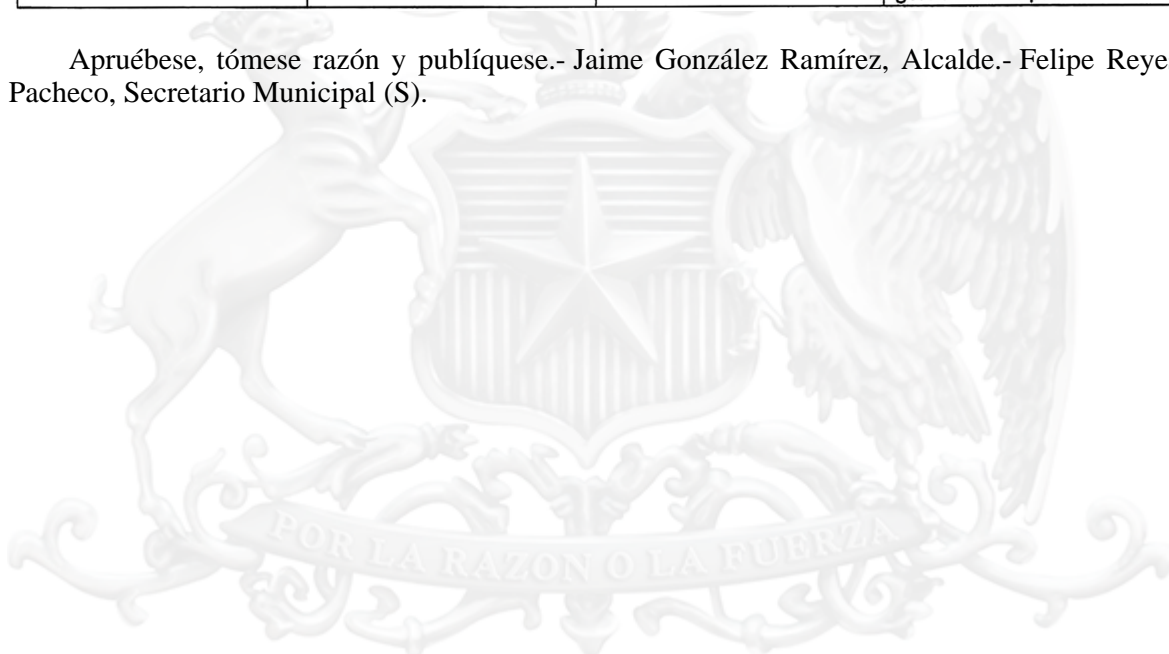 Apruébese, tómese razón y publíquese.- Jaime González Ramírez, Alcalde.- Felipe Reye
Pacheco, Secretario Municipal (S).
POR LA RAZON O LA FUERZA